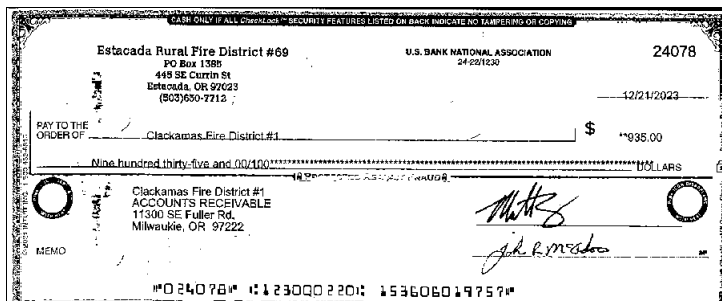 CASH ONLY IF ALL CheckLock™ SECURITY FEATURES LISTED ON BACK INDICATE NO TAMPERING OR COPYING
Estacada Rural Fire District #69
PO Box 1385
445 SE Currin St
Estacada, OR 97023
(503)630-7712
U.S. BANK NATIONAL ASSOCIATION
24-22/1230
24078
12/21/2023
PAY TO THE
ORDER OF
Clackamas Fire District #1
$ **935.00
Nine hundred thirty-five and 00/100
DOLLARS
Clackamas Fire District #1
ACCOUNTS RECEIVABLE
11300 SE Fuller Rd.
Milwaukie, OR 97222
MEMO
⑈024078⑈ ⑆123000220⑆ 153606019757⑈